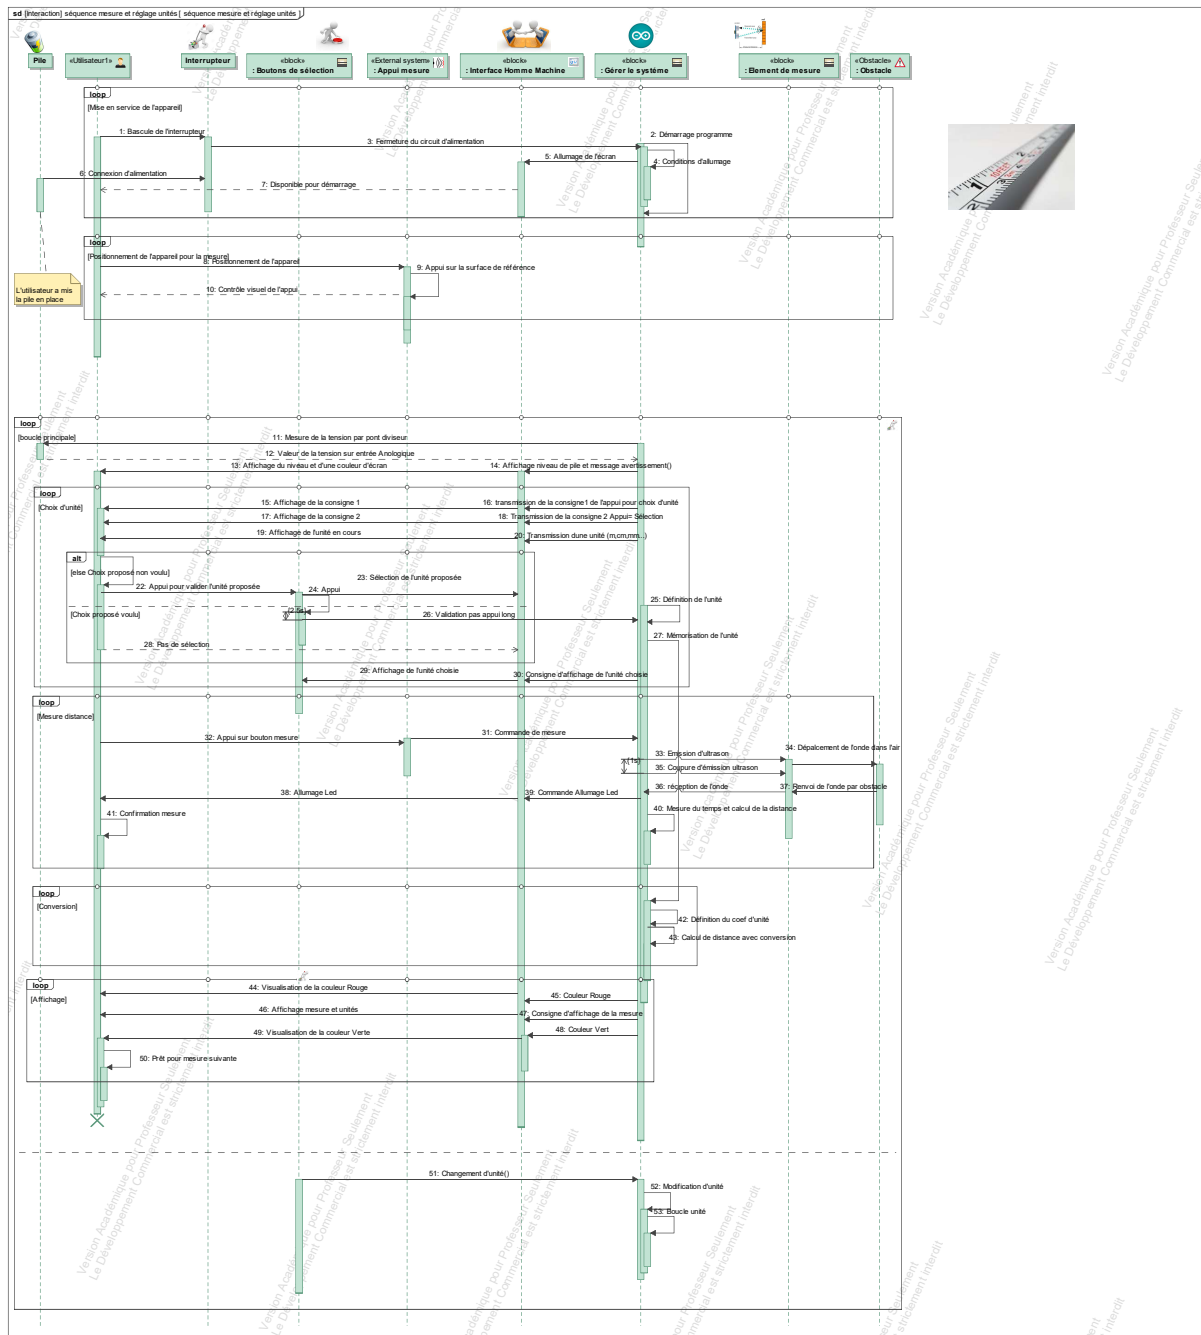 sd [Interaction] séquence mesure et réglage unités [ séquence mesure et réglage unités ]
Pile
«Utilisateur1»
Interrupteur
«block»
: Boutons de sélection
«External system»
: Appui mesure
«block»
: Interface Homme Machine
«block»
: Gérer le système
«block»
: Element de mesure
«Obstacle»
: Obstacle
loop
[Mise en service de l'appareil]
1: Bascule de l'interrupteur
2: Démarrage programme
3: Fermeture du circuit d'alimentation
5: Allumage de l'écran
4: Conditions d'allumage
6: Connexion d'alimentation
7: Disponible pour démarrage
loop
[Positionnement de l'appareil pour la mesure]
8: Positionnement de l'appareil
9: Appui sur la surface de référence
10: Contrôle visuel de l'appui
L'utilisateur a mis
la pile en place
loop
[boucle principale]
11: Mesure de la tension par pont diviseur
12: Valeur de la tension sur entrée Anologique
13: Affichage du niveau et d'une couleur d'écran
14: Affichage niveau de pile et message avertissement()
loop
[Choix d'unité]
15: Affichage de la consigne 1
16: transmission de la consigne1 de l'appui pour choix d'unité
17: Affichage de la consigne 2
18: Transmission de la consigne 2 Appui= Sélection
19: Affichage de l'unité en cours
20: Transmission dune unité (m,cm,mm...)
alt
[else Choix proposé non voulu]
22: Appui pour valider l'unité proposée
23: Sélection de l'unité proposée
24: Appui
25: Définition de l'unité
[Choix proposé voulu]
26: Validation pas appui long
27: Mémorisation de l'unité
28: Pas de sélection
29: Affichage de l'unité choisie
30: Consigne d'affichage de l'unité choisie
loop
[Mesure distance]
31: Commande de mesure
32: Appui sur bouton mesure
33: Emission d'ultrason
34: Dépalcement de l'onde dans l'air
{1s}
35: Coupure d'émission ultrason
36: réception de l'onde
37: Renvoi de l'onde par obstacle
38: Allumage Led
39: Commande Allumage Led
40: Mesure du temps et calcul de la distance
41: Confirmation mesure
loop
[Conversion]
42: Définition du coef d'unité
43: Calcul de distance avec conversion
loop
[Affichage]
44: Visualisation de la couleur Rouge
45: Couleur Rouge
46: Affichage mesure et unités
47: Consigne d'affichage de la mesure
48: Couleur Vert
49: Visualisation de la couleur Verte
50: Prêt pour mesure suivante
51: Changement d'unité()
52: Modification d'unité
53: Boucle unité
Version Académique pour Professeur Seulement
Le Développement Commercial est strictement interdit